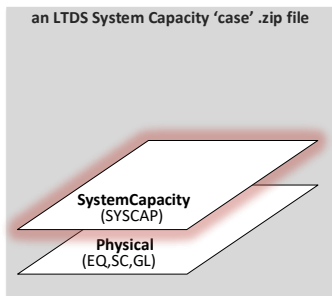 an LTDS System Capacity ‘case’ .zip file
SystemCapacity
(SYSCAP)
Physical
(EQ,SC,GL)